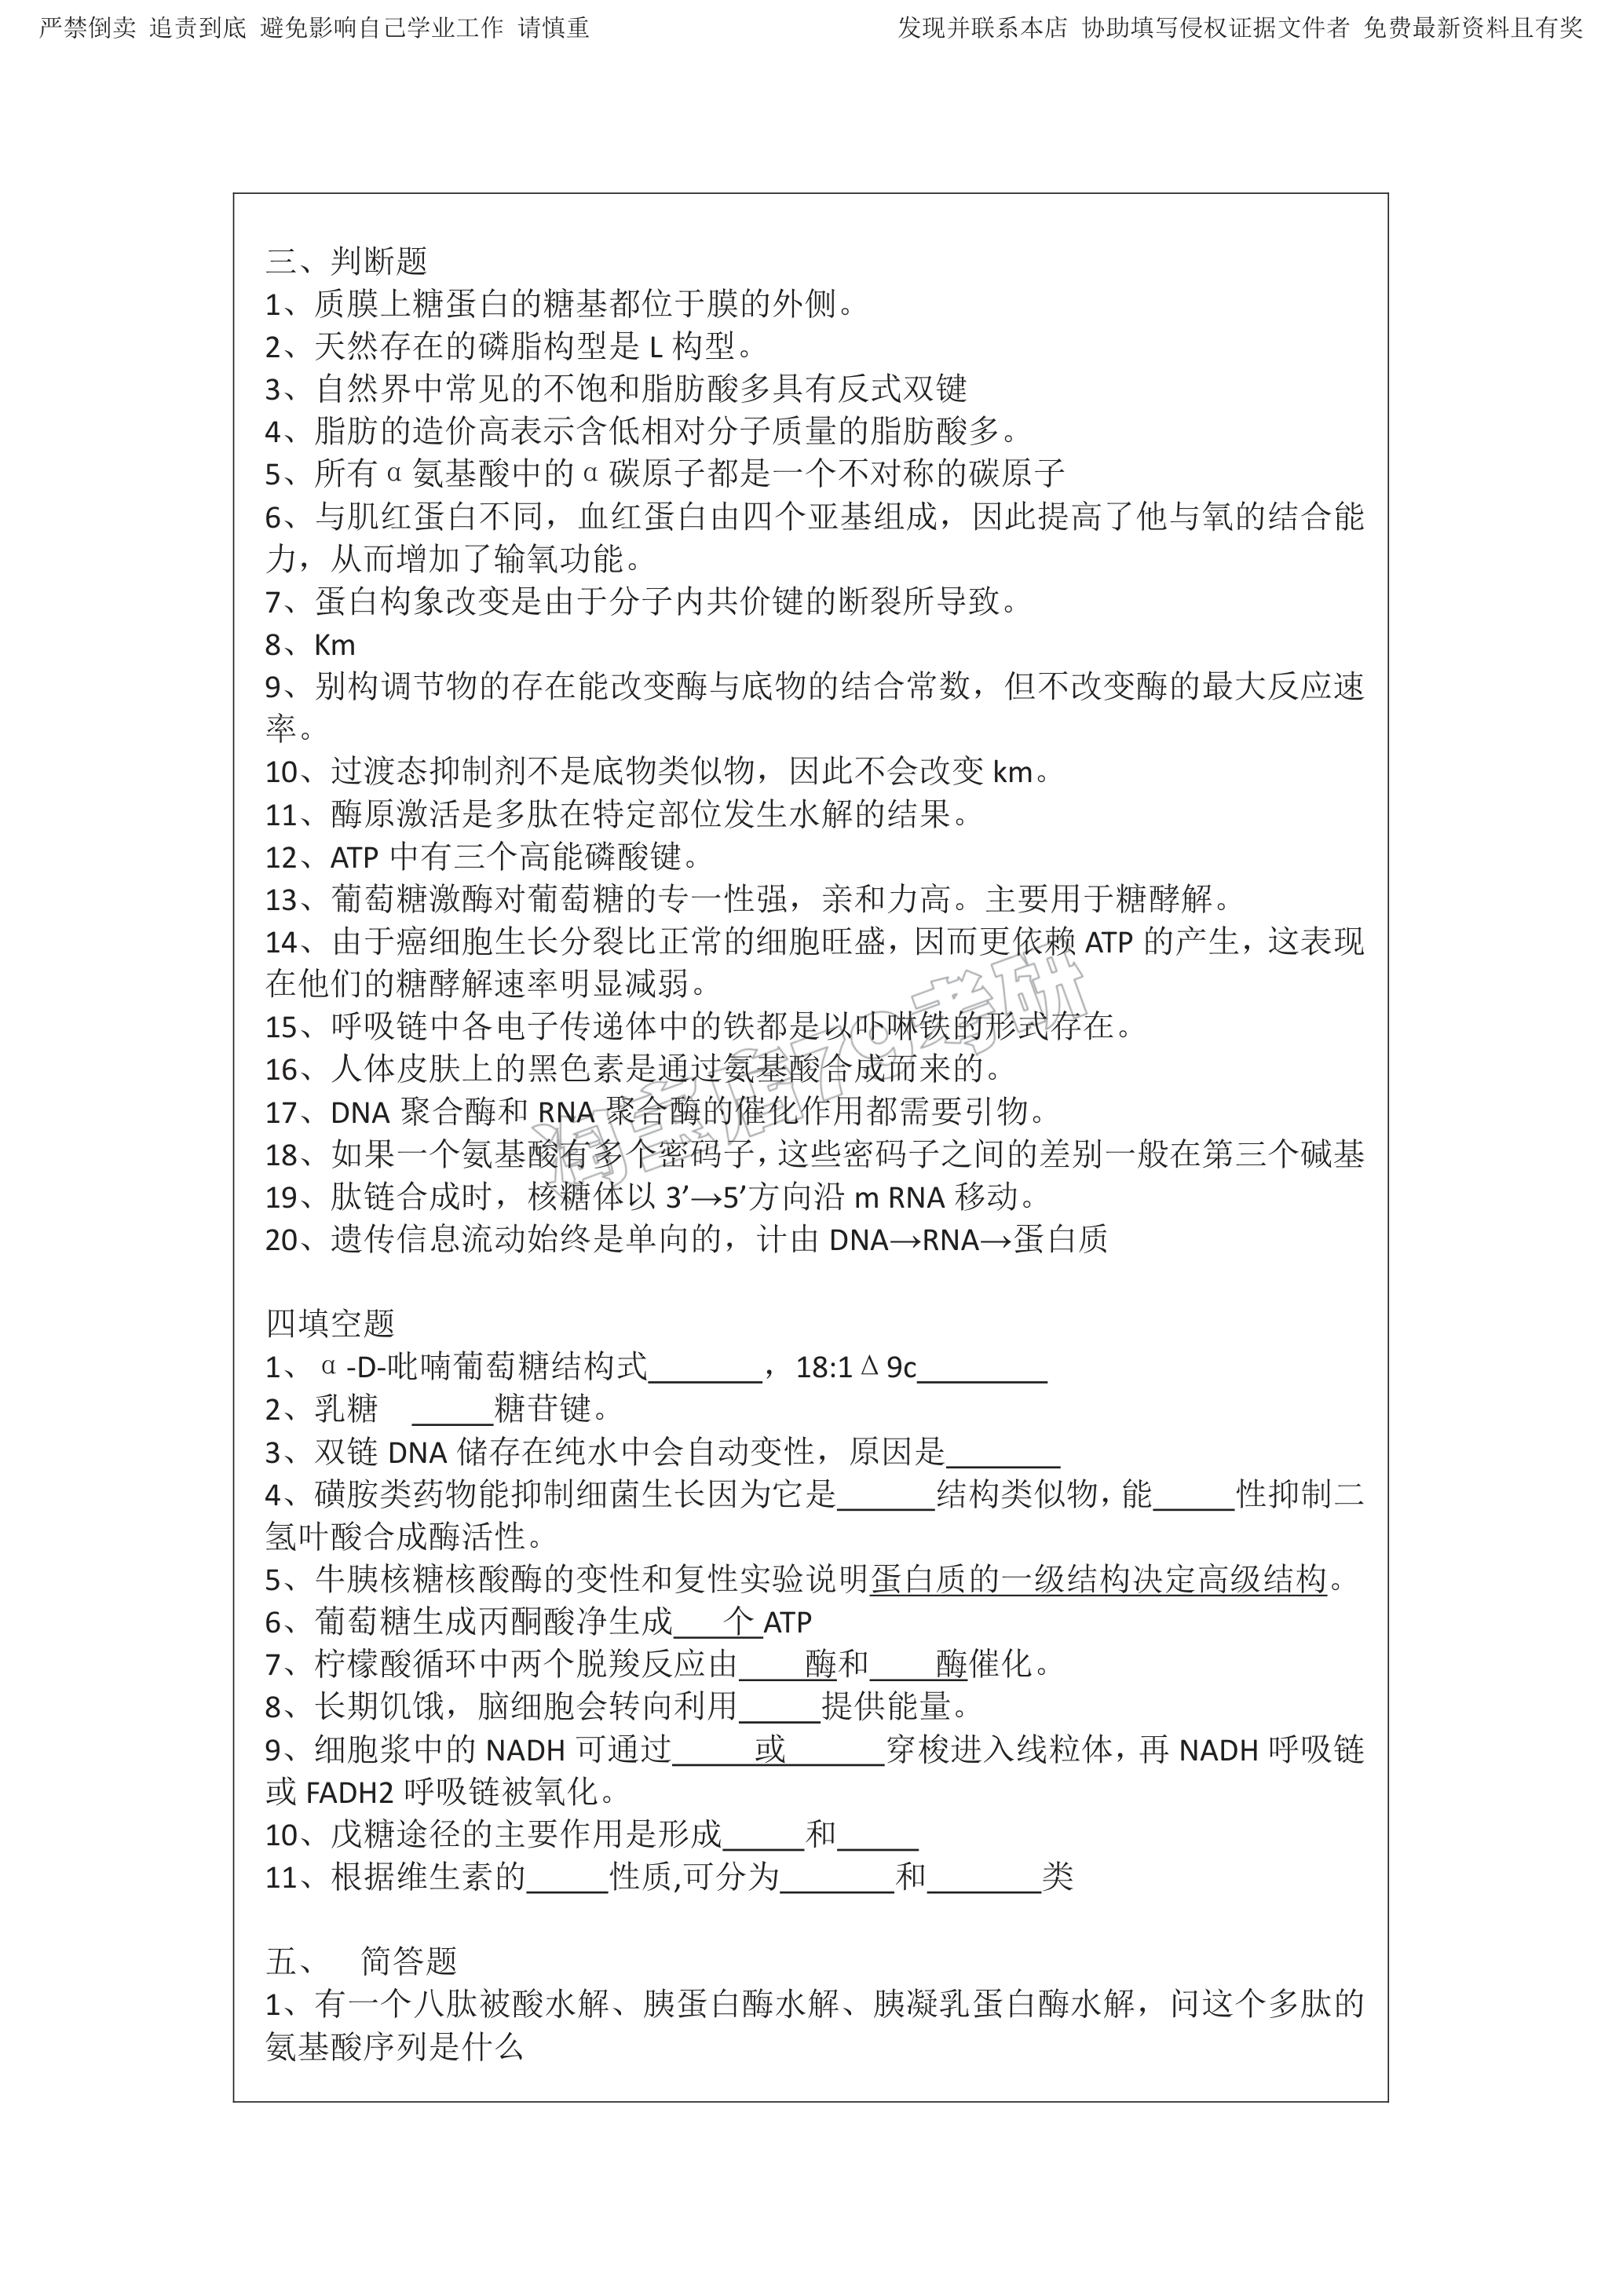 严禁倒卖 追责到底 避免影响自己学业工作 请慎重
发现并联系本店 协助填写侵权证据文件者 免费最新资料且有奖
三、判断题
1、质膜上糖蛋白的糖基都位于膜的外侧。
2、天然存在的磷脂构型是 L 构型。
3、自然界中常见的不饱和脂肪酸多具有反式双键
4、脂肪的造价高表示含低相对分子质量的脂肪酸多。
5、所有 α 氨基酸中的 α 碳原子都是一个不对称的碳原子
6、与肌红蛋白不同，血红蛋白由四个亚基组成，因此提高了他与氧的结合能
力，从而增加了输氧功能。
7、蛋白构象改变是由于分子内共价键的断裂所导致。
8、Km
9、别构调节物的存在能改变酶与底物的结合常数，但不改变酶的最大反应速
率。
10、过渡态抑制剂不是底物类似物，因此不会改变 km。
11、酶原激活是多肽在特定部位发生水解的结果。
12、ATP 中有三个高能磷酸键。
13、葡萄糖激酶对葡萄糖的专一性强，亲和力高。主要用于糖酵解。
14、由于癌细胞生长分裂比正常的细胞旺盛，因而更依赖 ATP 的产生，这表现
在他们的糖酵解速率明显减弱。
15、呼吸链中各电子传递体中的铁都是以卟啉铁的形式存在。
16、人体皮肤上的黑色素是通过氨基酸合成而来的。
17、DNA 聚合酶和 RNA 聚合酶的催化作用都需要引物。
18、如果一个氨基酸有多个密码子，这些密码子之间的差别一般在第三个碱基
19、肽链合成时，核糖体以 3’→5’方向沿 m RNA 移动。
20、遗传信息流动始终是单向的，计由 DNA→RNA→蛋白质
淘宝店79考研
四填空题
1、α-D-吡喃葡萄糖结构式_______，18:1Δ9c________
2、乳糖 _____糖苷键。
3、双链 DNA 储存在纯水中会自动变性，原因是_______
4、磺胺类药物能抑制细菌生长因为它是______结构类似物，能_____性抑制二
氢叶酸合成酶活性。
5、牛胰核糖核酸酶的变性和复性实验说明蛋白质的一级结构决定高级结构。
6、葡萄糖生成丙酮酸净生成___个 ATP
7、柠檬酸循环中两个脱羧反应由____酶和____酶催化。
8、长期饥饿，脑细胞会转向利用_____提供能量。
9、细胞浆中的 NADH 可通过_____或______穿梭进入线粒体，再 NADH 呼吸链
或 FADH2 呼吸链被氧化。
10、戊糖途径的主要作用是形成_____和_____
11、根据维生素的_____性质,可分为_______和_______类
五、 简答题
1、有一个八肽被酸水解、胰蛋白酶水解、胰凝乳蛋白酶水解，问这个多肽的
氨基酸序列是什么